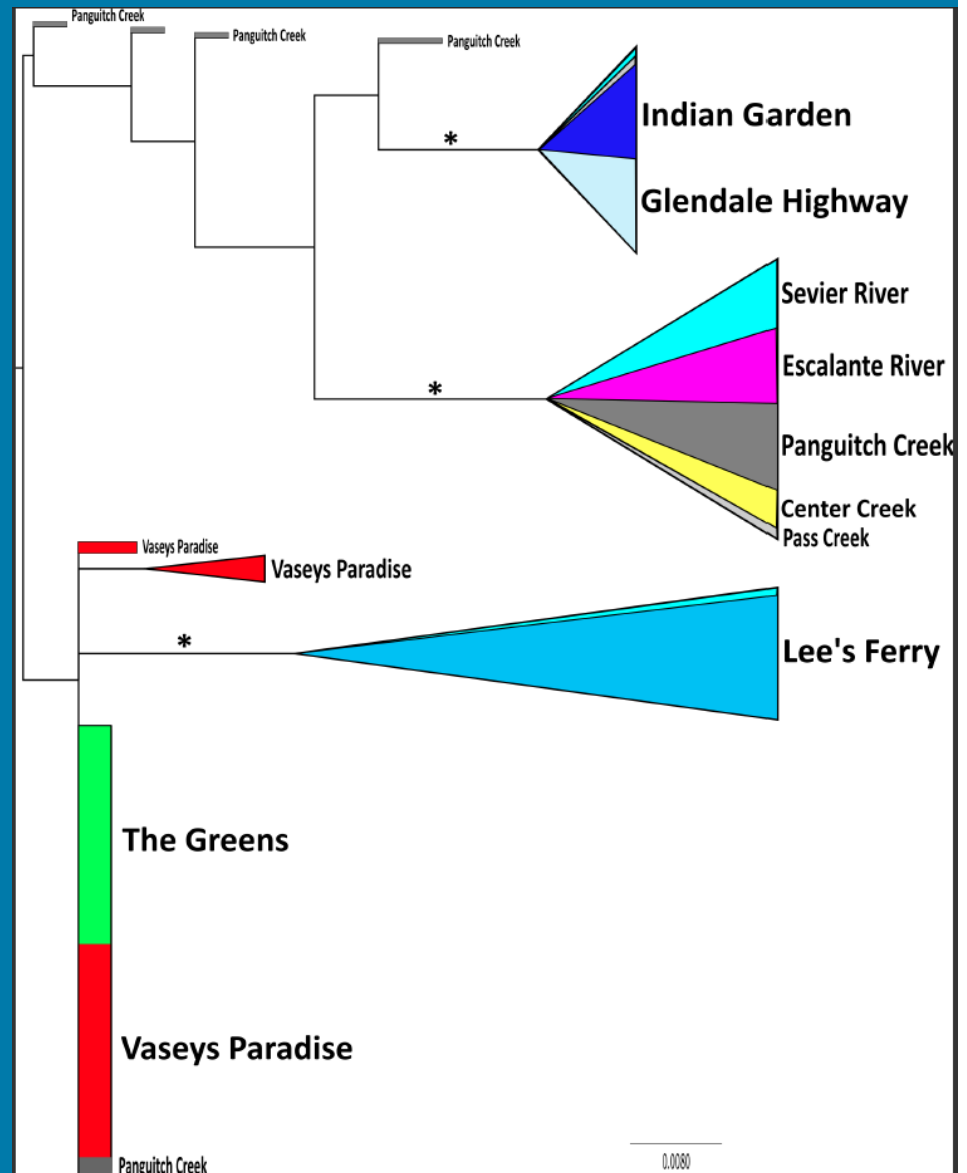 Panguitch Creek
Panguitch Creek
Panguitch Creek
*
Indian Garden
Glendale Highway
Sevier River
*
Escalante River
Panguitch Creek
Center Creek
Pass Creek
Vaseys Paradise
Vaseys Paradise
*
Lee's Ferry
The Greens
Vaseys Paradise
Panguitch Creek
0.0080